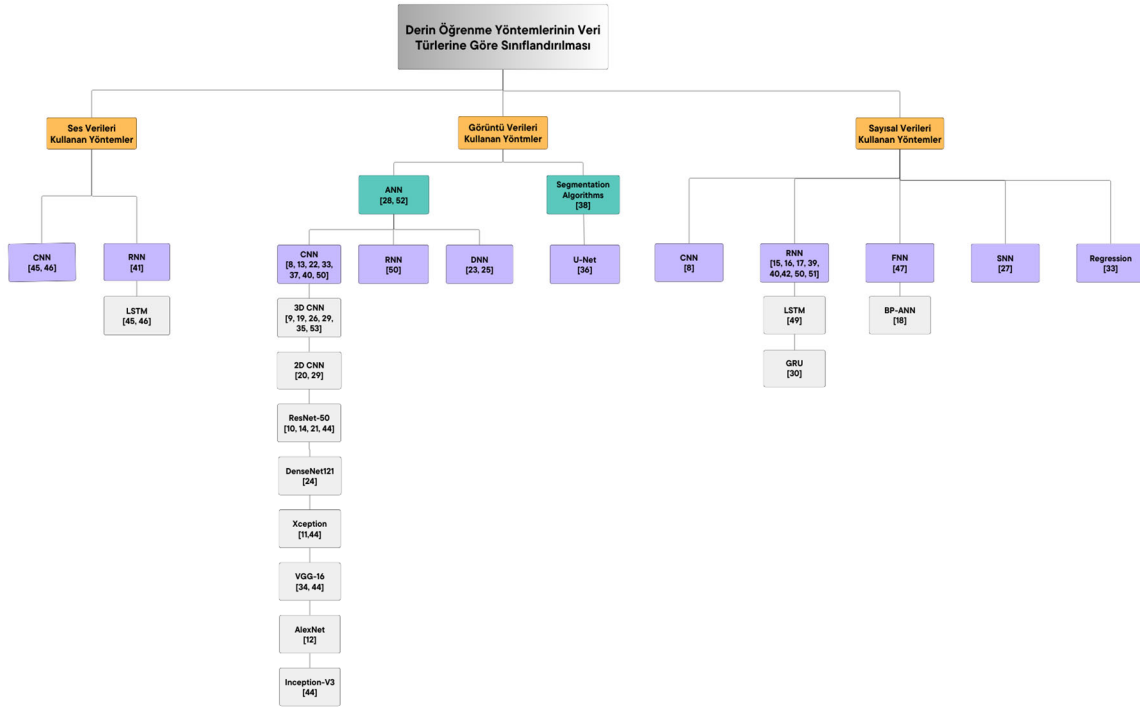 Derin Öğrenme Yöntemlerinin Veri
Türlerine Göre Sınıflandırılması
Ses Verileri
Kullanan Yöntemler
Görüntü Verileri
Kullanan Yöntmler
Sayısal Verileri
Kullanan Yöntemler
ANN
[28, 52]
Segmentation
Algorithms
[38]
CNN
[45, 46]
RNN
[41]
CNN
[8, 13, 22, 33,
37, 40, 50]
RNN
[50]
DNN
[23, 25]
U-Net
[36]
CNN
[8]
RNN
[15, 16, 17, 39,
40,42, 50, 51]
FNN
[47]
SNN
[27]
Regression
[33]
LSTM
[45, 46]
3D CNN
[9, 19, 26, 29,
35, 53]
LSTM
[49]
BP-ANN
[18]
2D CNN
[20, 29]
GRU
[30]
ResNet-50
[10, 14, 21, 44]
DenseNet121
[24]
Xception
[11,44]
VGG-16
[34, 44]
AlexNet
[12]
Inception-V3
[44]